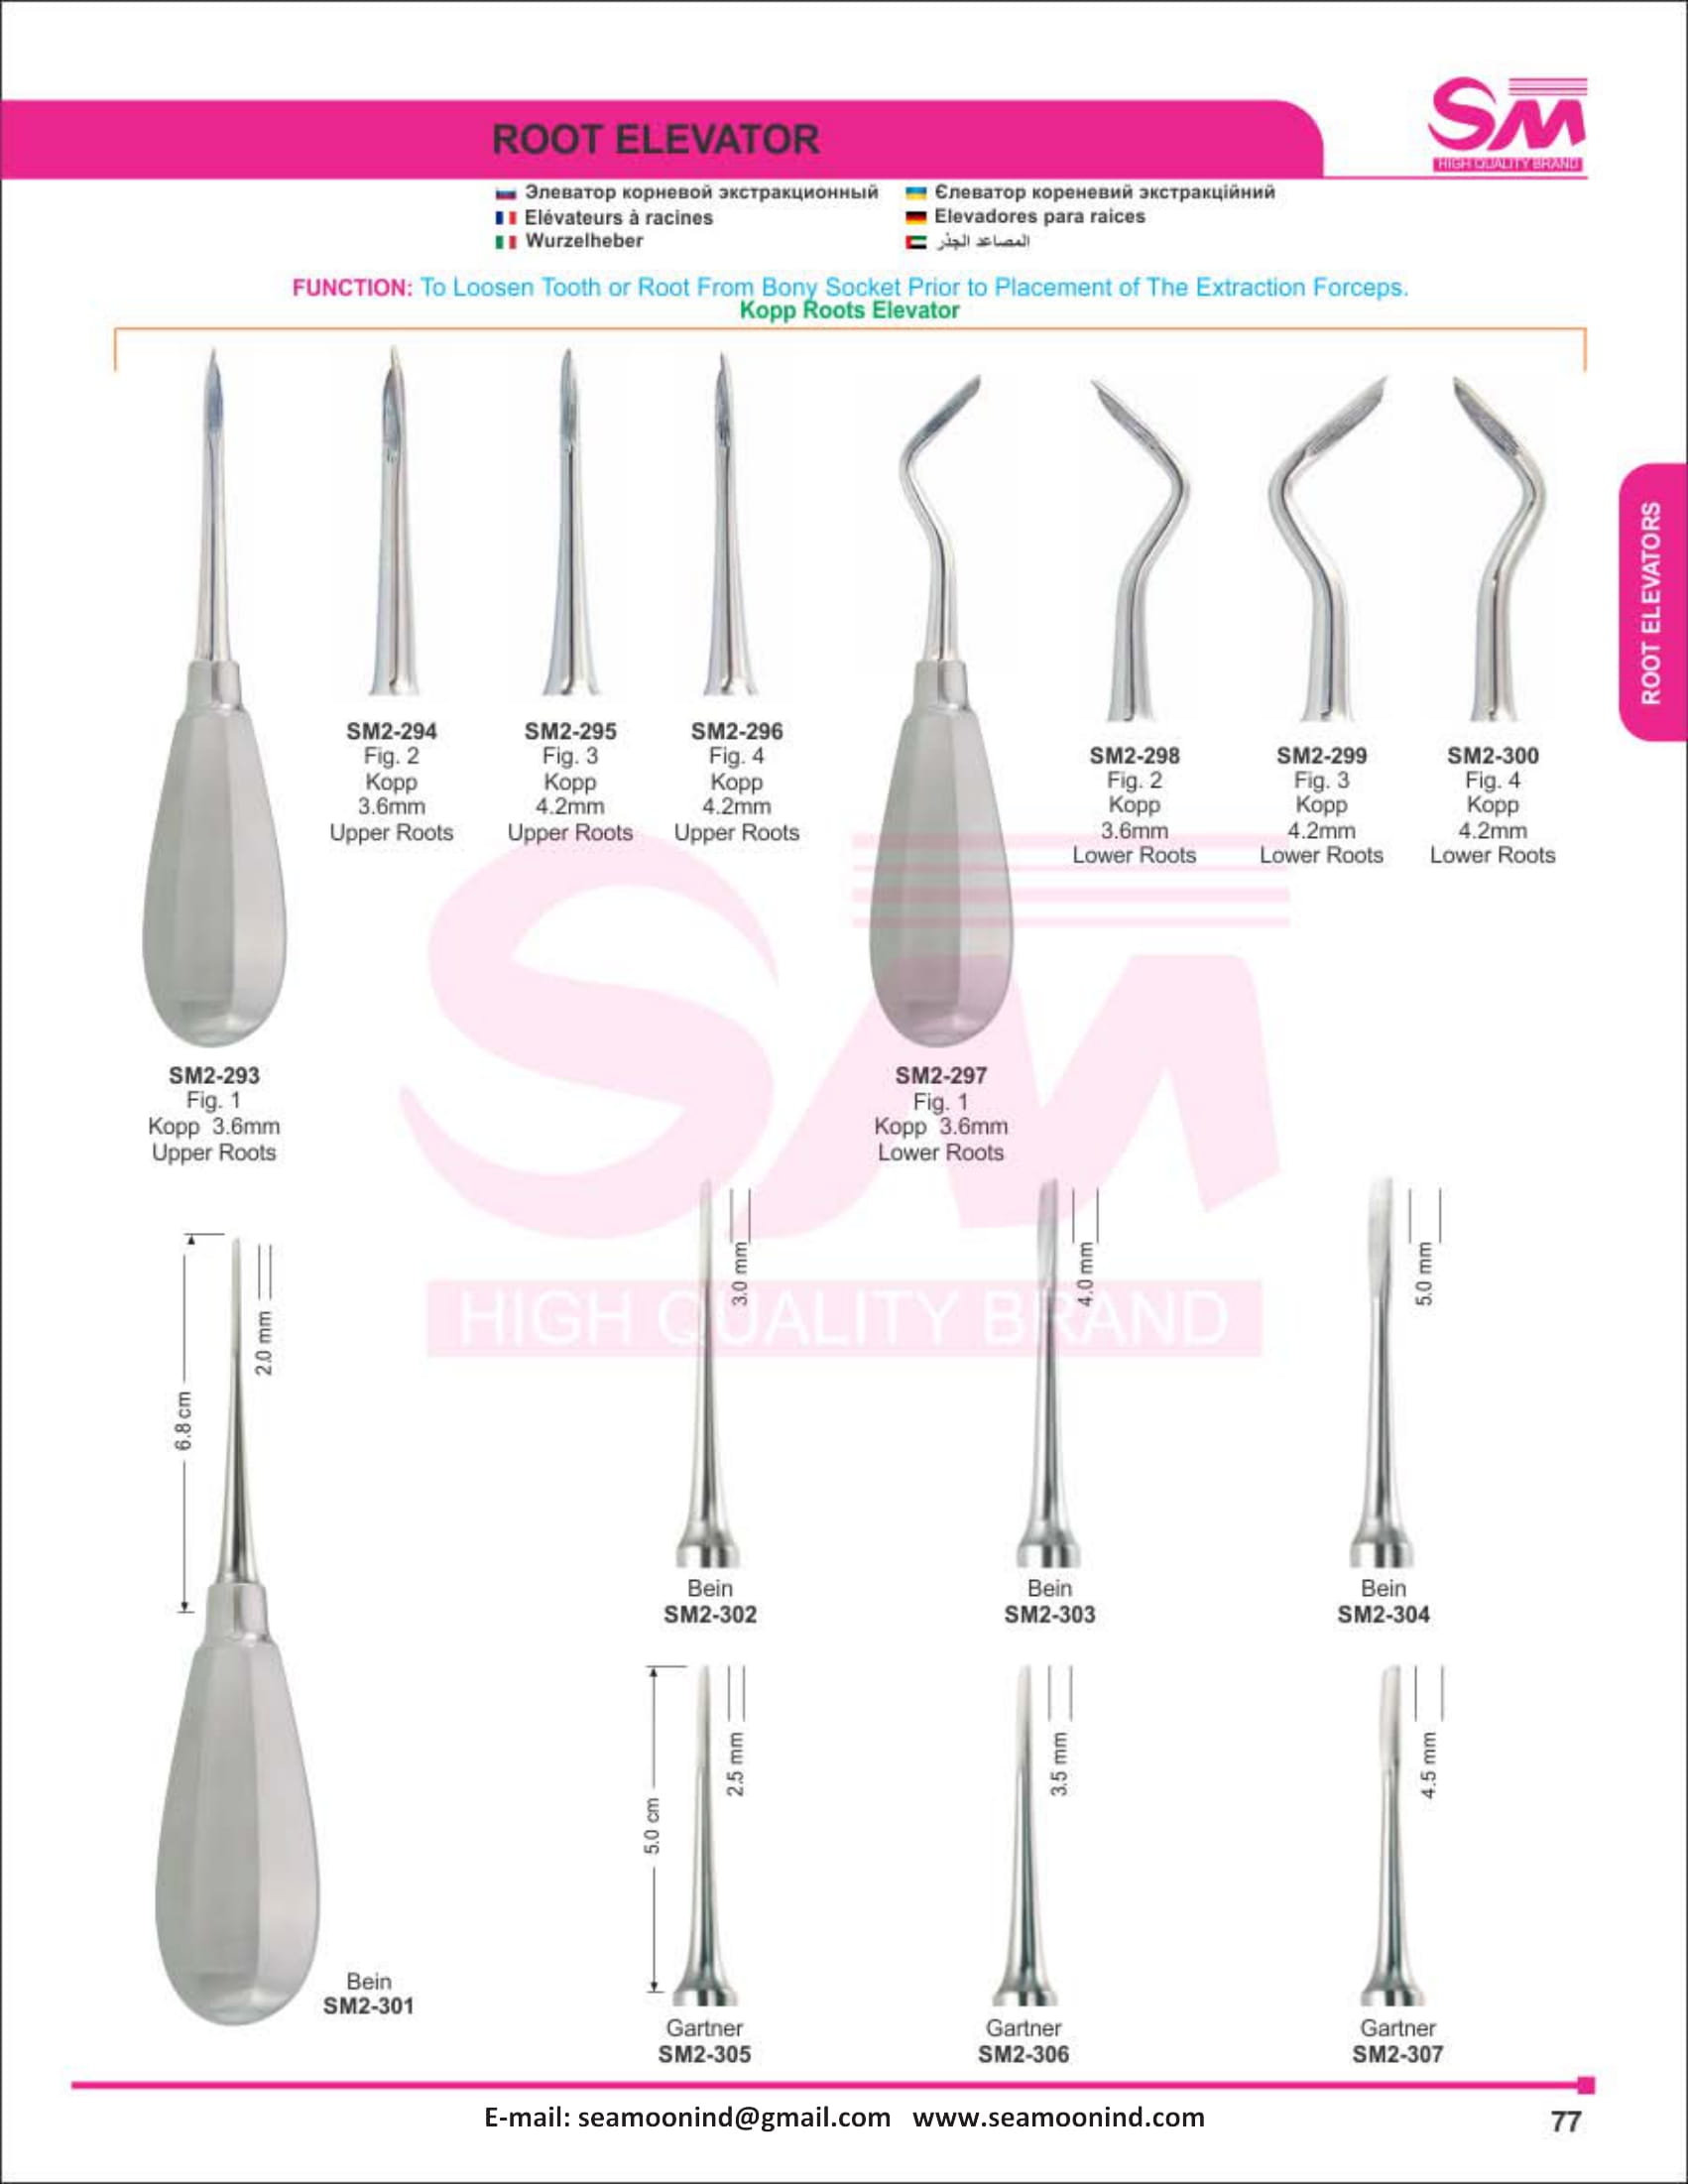 SM
HIGH QUALITY BRAND
ROOT ELEVATOR
Элеватор корневой экстракционный
Єлеватор кореневий экстракційний
Elévateurs à racines
Elevadores para raices
Wurzelheber
المصاعد الجذر
FUNCTION: To Loosen Tooth or Root From Bony Socket Prior to Placement of The Extraction Forceps.
Kopp Roots Elevator
ROOT ELEVATORS
SM2-294
Fig. 2
Kopp
3.6mm
Upper Roots
SM2-295
Fig. 3
Kopp
4.2mm
Upper Roots
SM2-296
Fig. 4
Kopp
4.2mm
Upper Roots
SM2-298
Fig. 2
Kopp
3.6mm
Lower Roots
SM2-299
Fig. 3
Kopp
4.2mm
Lower Roots
SM2-300
Fig. 4
Kopp
4.2mm
Lower Roots
SM2-293
Fig. 1
Kopp 3.6mm
Upper Roots
SM2-297
Fig. 1
Kopp 3.6mm
Lower Roots
SM
HIGH QUALITY BRAND
6.8 cm
2.0 mm
Bein
SM2-301
3.0 mm
Bein
SM2-302
4.0 mm
Bein
SM2-303
5.0 mm
Bein
SM2-304
5.0 cm
2.5 mm
Gartner
SM2-305
3.5 mm
Gartner
SM2-306
4.5 mm
Gartner
SM2-307
E-mail: seamoonind@gmail.com www.seamoonind.com
77